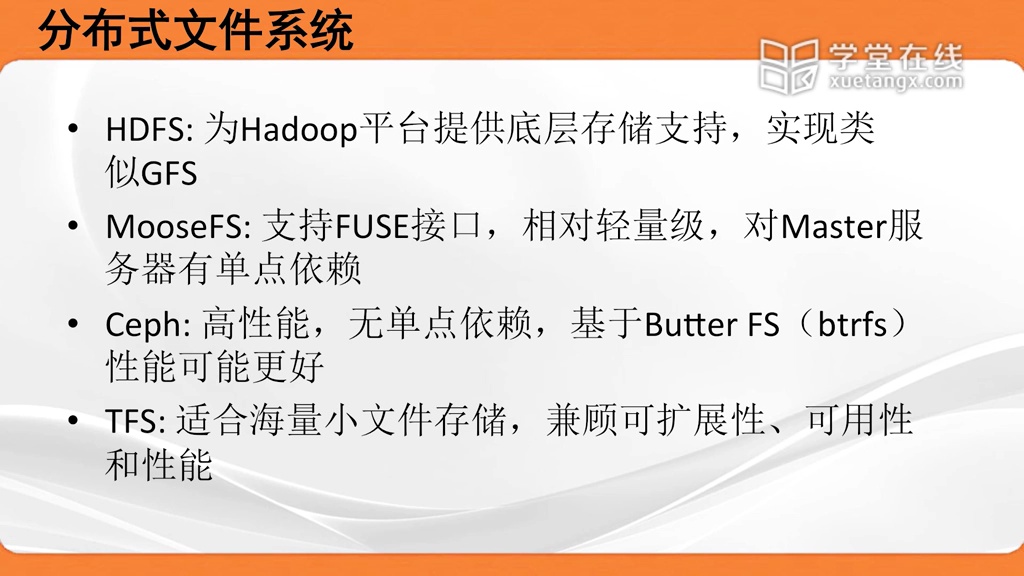 分布式文件系统
学堂在线
xuetangx.com
• HDFS: 为Hadoop平台提供底层存储支持，实现类
似GFS
• MooseFS: 支持FUSE接口，相对轻量级，对Master服
务器有单点依赖
• Ceph: 高性能，无单点依赖，基于Butter FS（btrfs）
性能可能更好
• TFS: 适合海量小文件存储，兼顾可扩展性、可用性
和性能